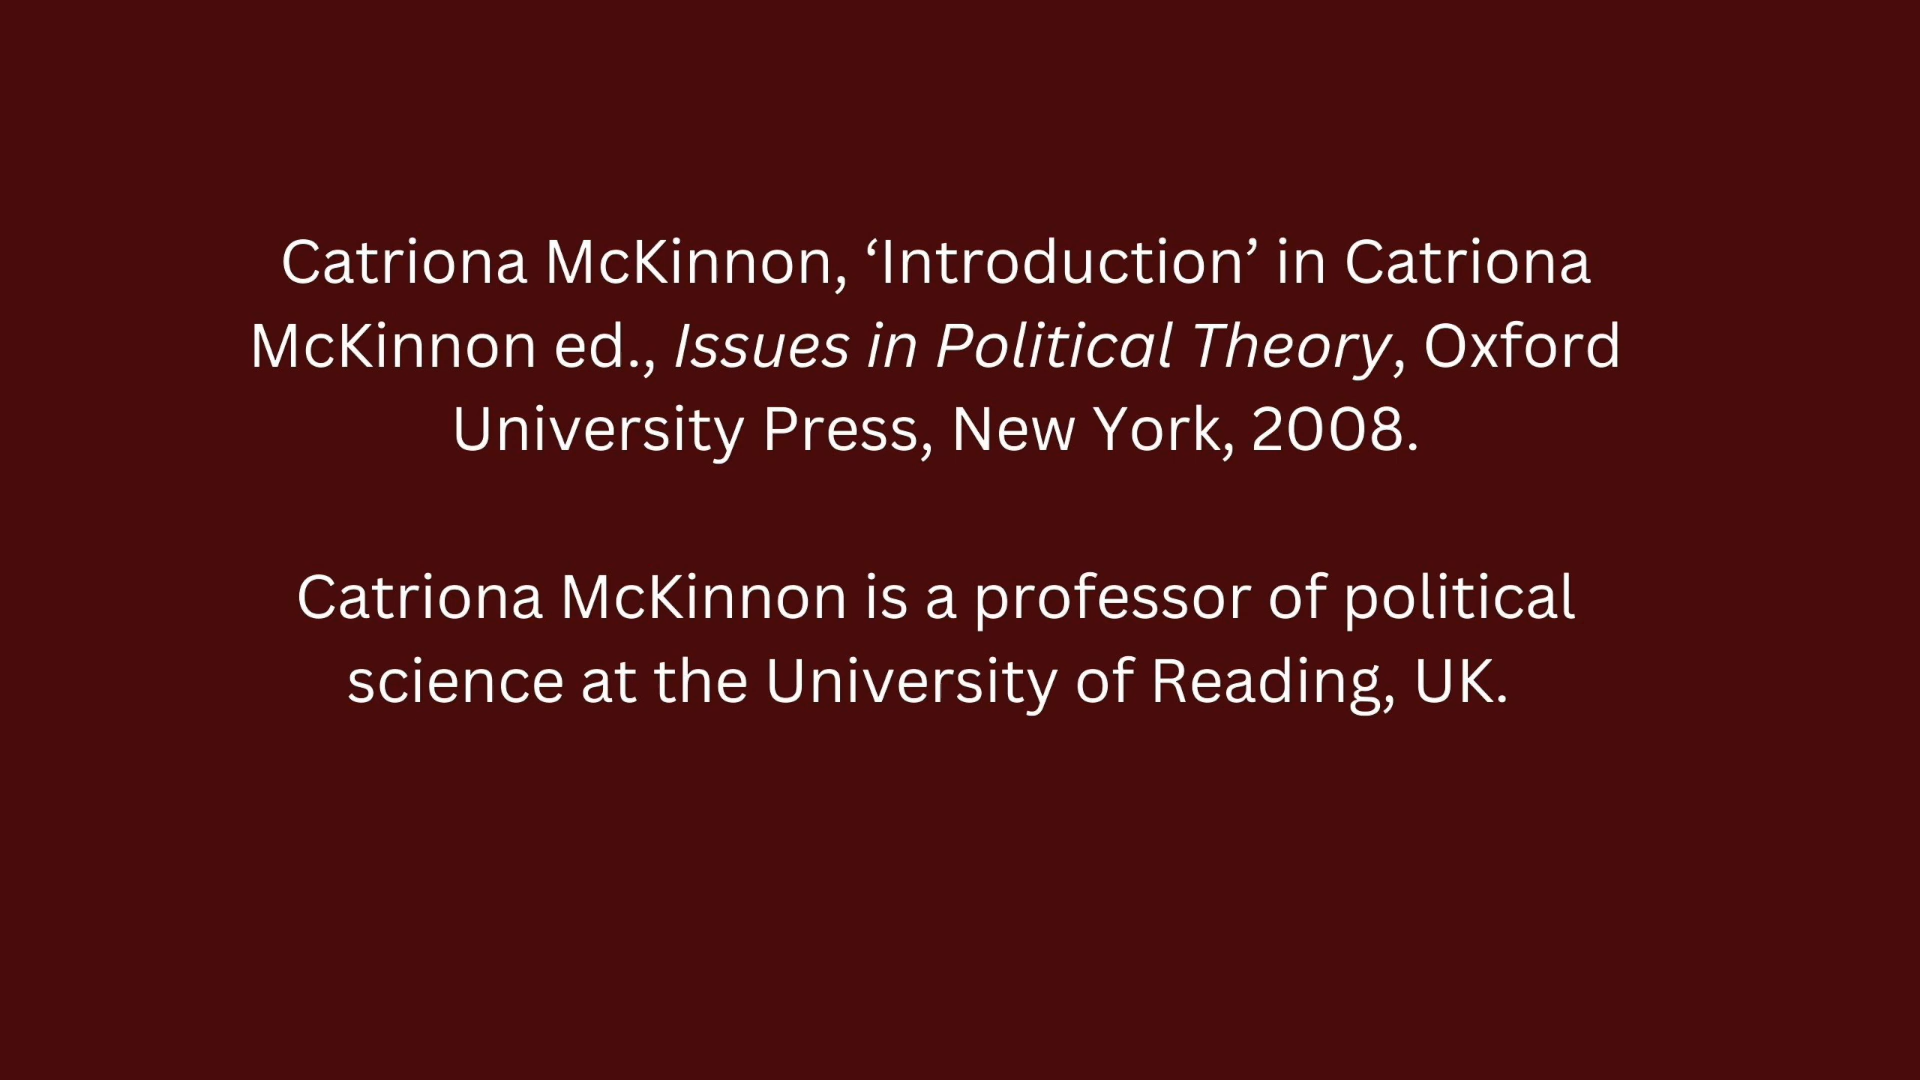 Catriona McKinnon, ‘Introduction’ in Catriona
McKinnon ed., Issues in Political Theory, Oxford
University Press, New York, 2008.
Catriona McKinnon is a professor of political
science at the University of Reading, UK.